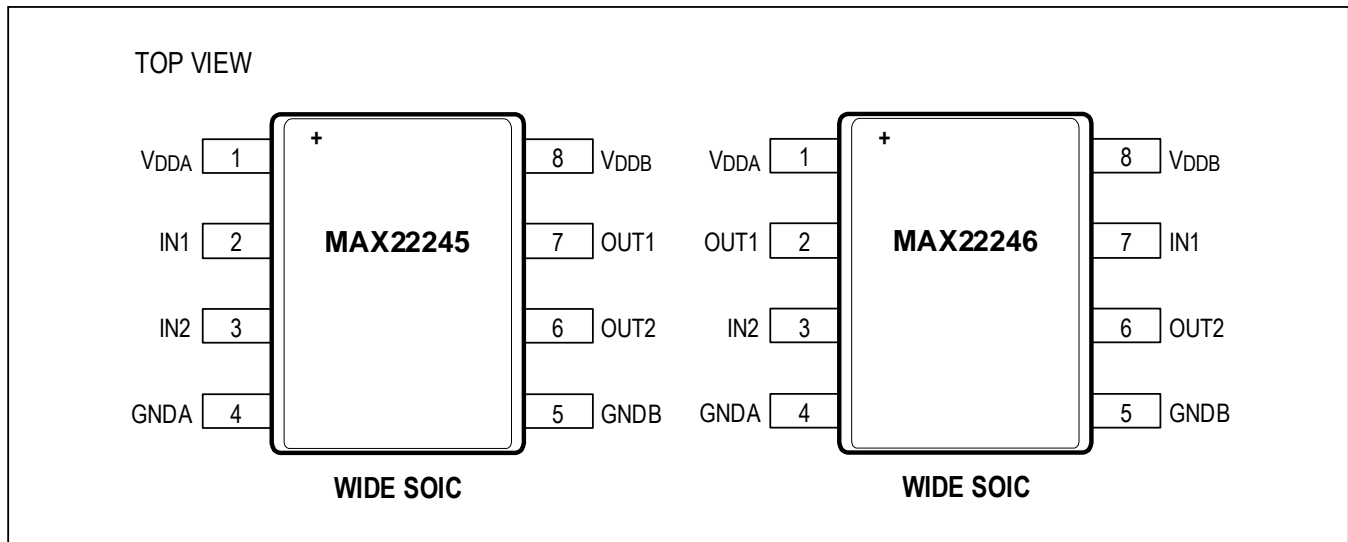 TOP VIEW
+ +
VDDA 1 8 VDDB VDDA 1 8 VDDB
IN1 2 MAX22245 7 OUT1 OUT1 2 MAX22246 7 IN1
IN2 3 6 OUT2 IN2 3 6 OUT2
GNDA 4 5 GNDB GNDA 4 5 GNDB
WIDE SOIC WIDE SOIC